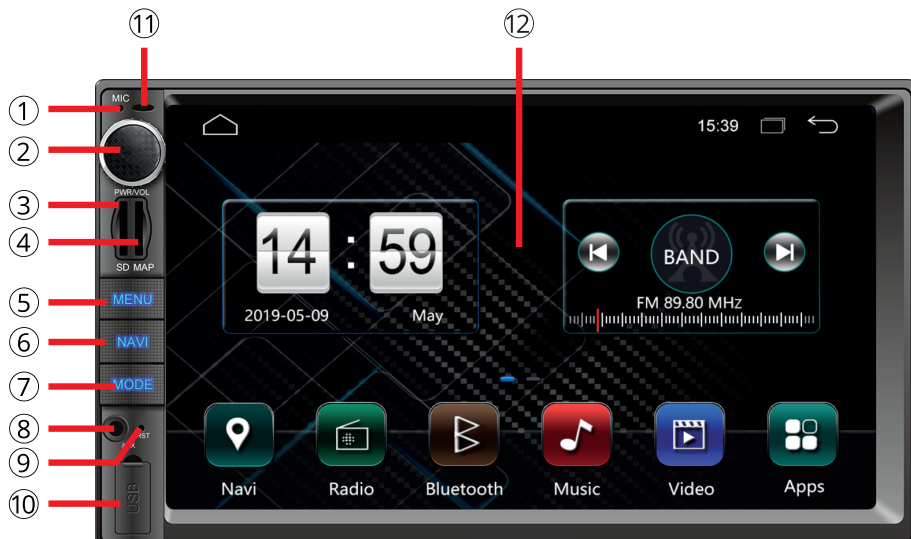 ⑪
⑫
①
MIC
②
15:39
PWR/VOL
③
④
SD MAP
14 : 59
2019-05-09 May
BAND
FM 89.80 MHz
⑤
MENU
⑥
NAVI
⑦
MODE
⑧
RST
AUX
⑨
⑩
USB
Navi
Radio
Bluetooth
Music
Video
Apps